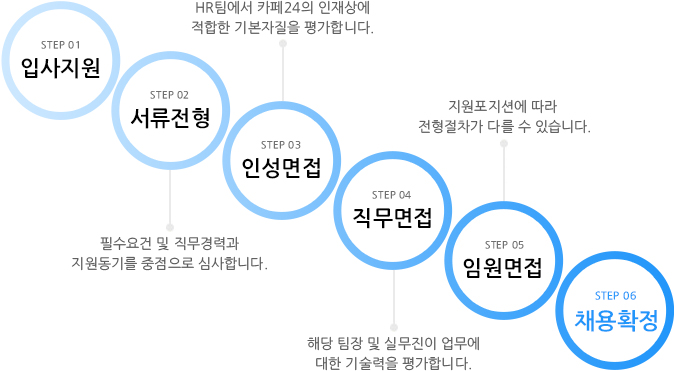 HR팀에서 카페24의 인재상에
적합한 기본자질을 평가합니다.
STEP 01
입사지원
STEP 02
서류전형
필수요건 및 직무경력과
지원동기를 중점으로 심사합니다.
STEP 03
인성면접
STEP 04
직무면접
해당 팀장 및 실무진이 업무에
대한 기술력을 평가합니다.
지원포지션에 따라
전형절차가 다를 수 있습니다.
STEP 05
임원면접
STEP 06
채용확정